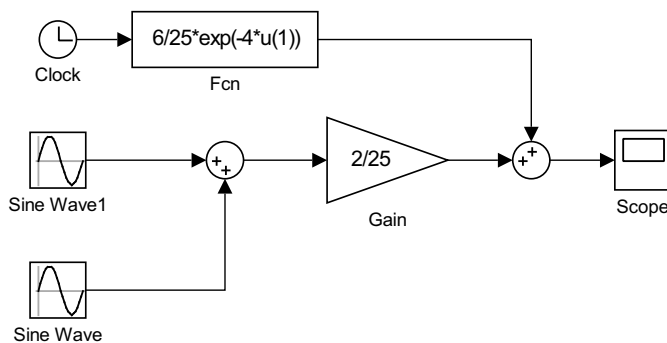 6/25*exp(-4*u(1))
Clock
Fcn
+
+
2/25
+
+
Sine Wave1
Gain
Scope
Sine Wave